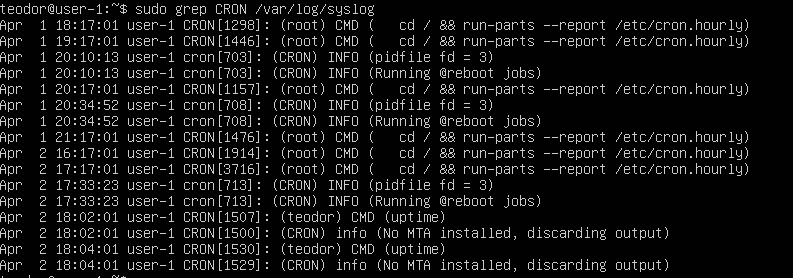 teodor@user-1:~$ sudo grep CRON /var/log/syslog
Apr  1 18:17:01 user-1 CRON[1298]: (root) CMD (   cd / && run-parts --report /etc/cron.hourly)
Apr  1 19:17:01 user-1 CRON[1446]: (root) CMD (   cd / && run-parts --report /etc/cron.hourly)
Apr  1 20:10:13 user-1 cron[703]: (CRON) INFO (pidfile fd = 3)
Apr  1 20:10:13 user-1 cron[703]: (CRON) INFO (Running @reboot jobs)
Apr  1 20:17:01 user-1 CRON[1157]: (root) CMD (   cd / && run-parts --report /etc/cron.hourly)
Apr  1 20:34:52 user-1 cron[708]: (CRON) INFO (pidfile fd = 3)
Apr  1 20:34:52 user-1 cron[708]: (CRON) INFO (Running @reboot jobs)
Apr  1 21:17:01 user-1 CRON[1476]: (root) CMD (   cd / && run-parts --report /etc/cron.hourly)
Apr  2 16:17:01 user-1 CRON[1914]: (root) CMD (   cd / && run-parts --report /etc/cron.hourly)
Apr  2 17:17:01 user-1 CRON[3716]: (root) CMD (   cd / && run-parts --report /etc/cron.hourly)
Apr  2 17:33:23 user-1 cron[713]: (CRON) INFO (pidfile fd = 3)
Apr  2 17:33:23 user-1 cron[713]: (CRON) INFO (Running @reboot jobs)
Apr  2 18:02:01 user-1 CRON[1507]: (teodor) CMD (uptime)
Apr  2 18:02:01 user-1 CRON[1500]: (CRON) info (No MTA installed, discarding output)
Apr  2 18:04:01 user-1 CRON[1530]: (teodor) CMD (uptime)
Apr  2 18:04:01 user-1 CRON[1529]: (CRON) info (No MTA installed, discarding output)
teodor@user-1:~$